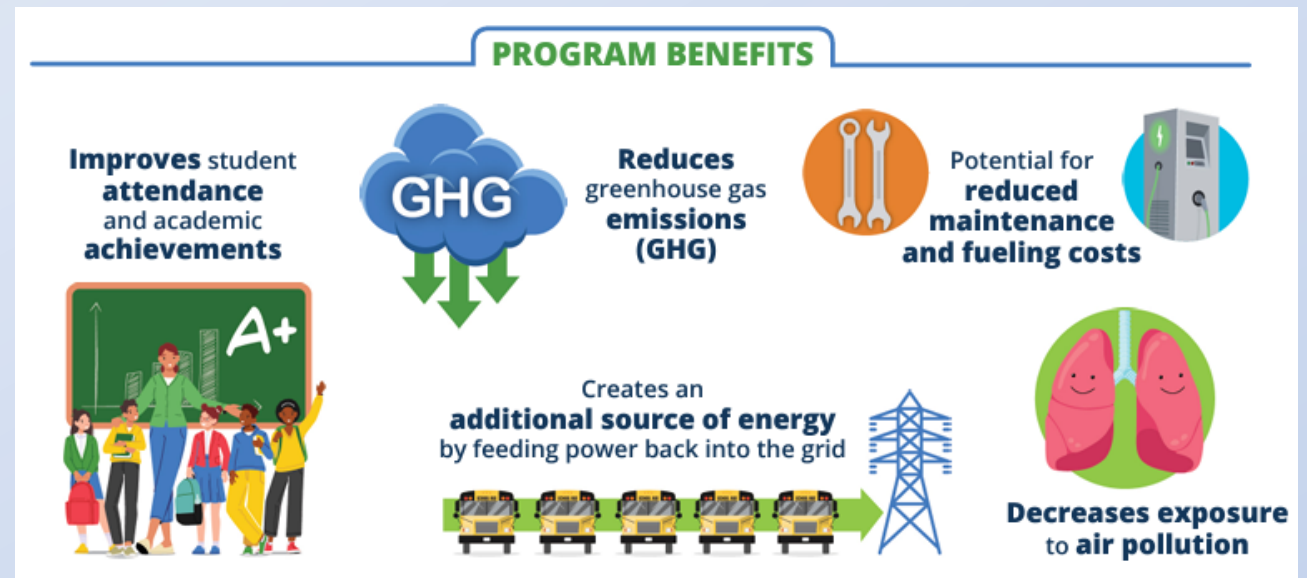 PROGRAM BENEFITS
Improves student
attendance
and academic
achievements
A+
GHG
Reduces
greenhouse gas
emissions
(GHG)
Potential for
reduced
maintenance
and fueling costs
Creates an
additional source of energy
by feeding power back into the grid
Decreases exposure
to air pollution